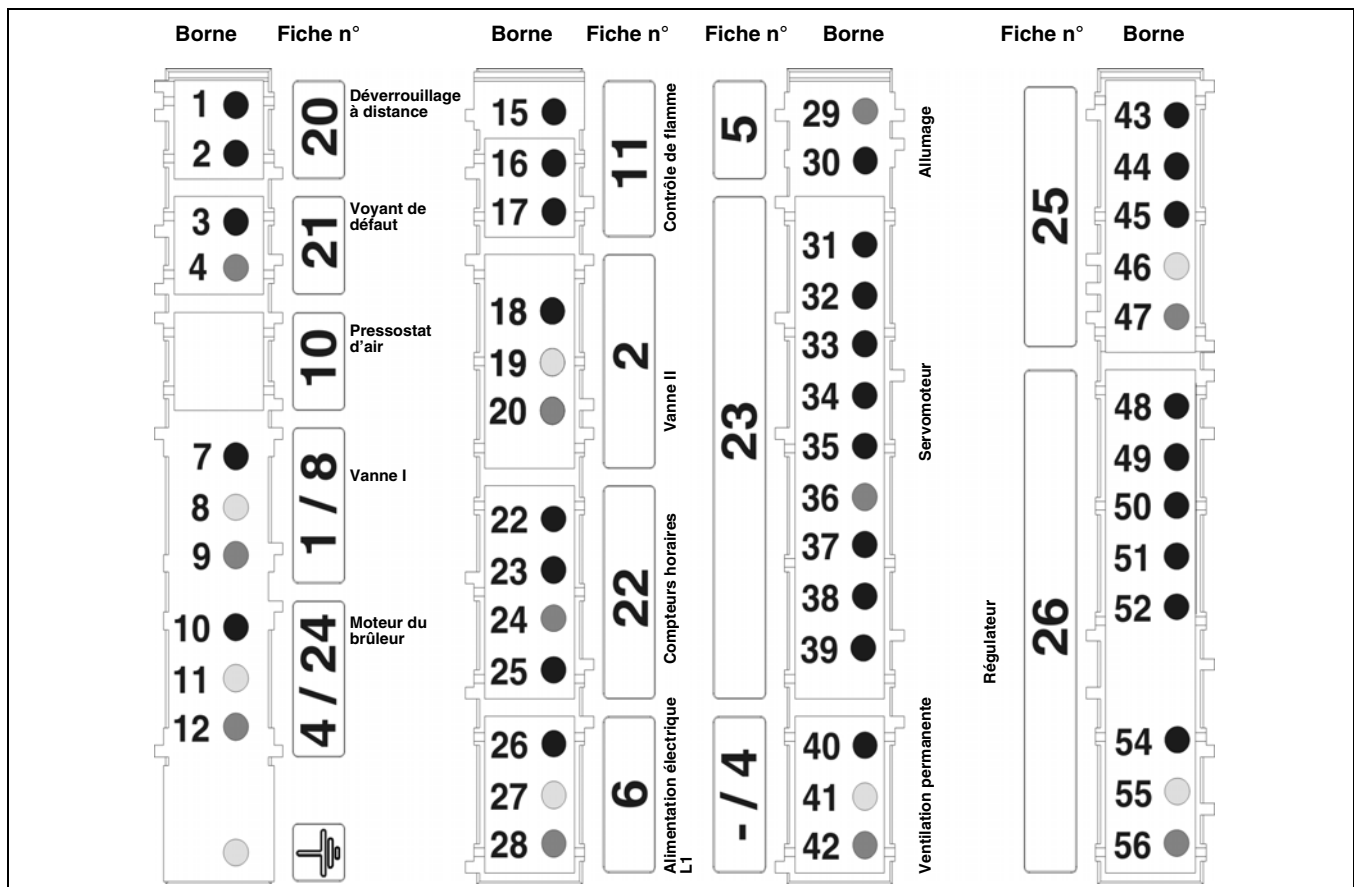 Borne Fiche n° Borne Fiche n° Fiche n° Borne Fiche n° Borne
1
2
20
Déverrouillage
à distance
3
4
21
Voyant de
défaut
10
Pressostat
d'air
7
8
9
1 / 8
Vanne I
10
11
12
4 / 24
Moteur du
brûleur
15
16
17
11
Contrôle de flamme
18
19
20
2
Vanne II
22
23
24
25
22
Compteurs horaires
26
27
28
6
Alimentation électrique
L1
5
29
30
Allumage
23
31
32
33
34
35
36
37
38
39
Servomoteur
- / 4
40
41
42
Ventilation permanente
25
43
44
45
46
47
Régulateur
26
48
49
50
51
52
54
55
56